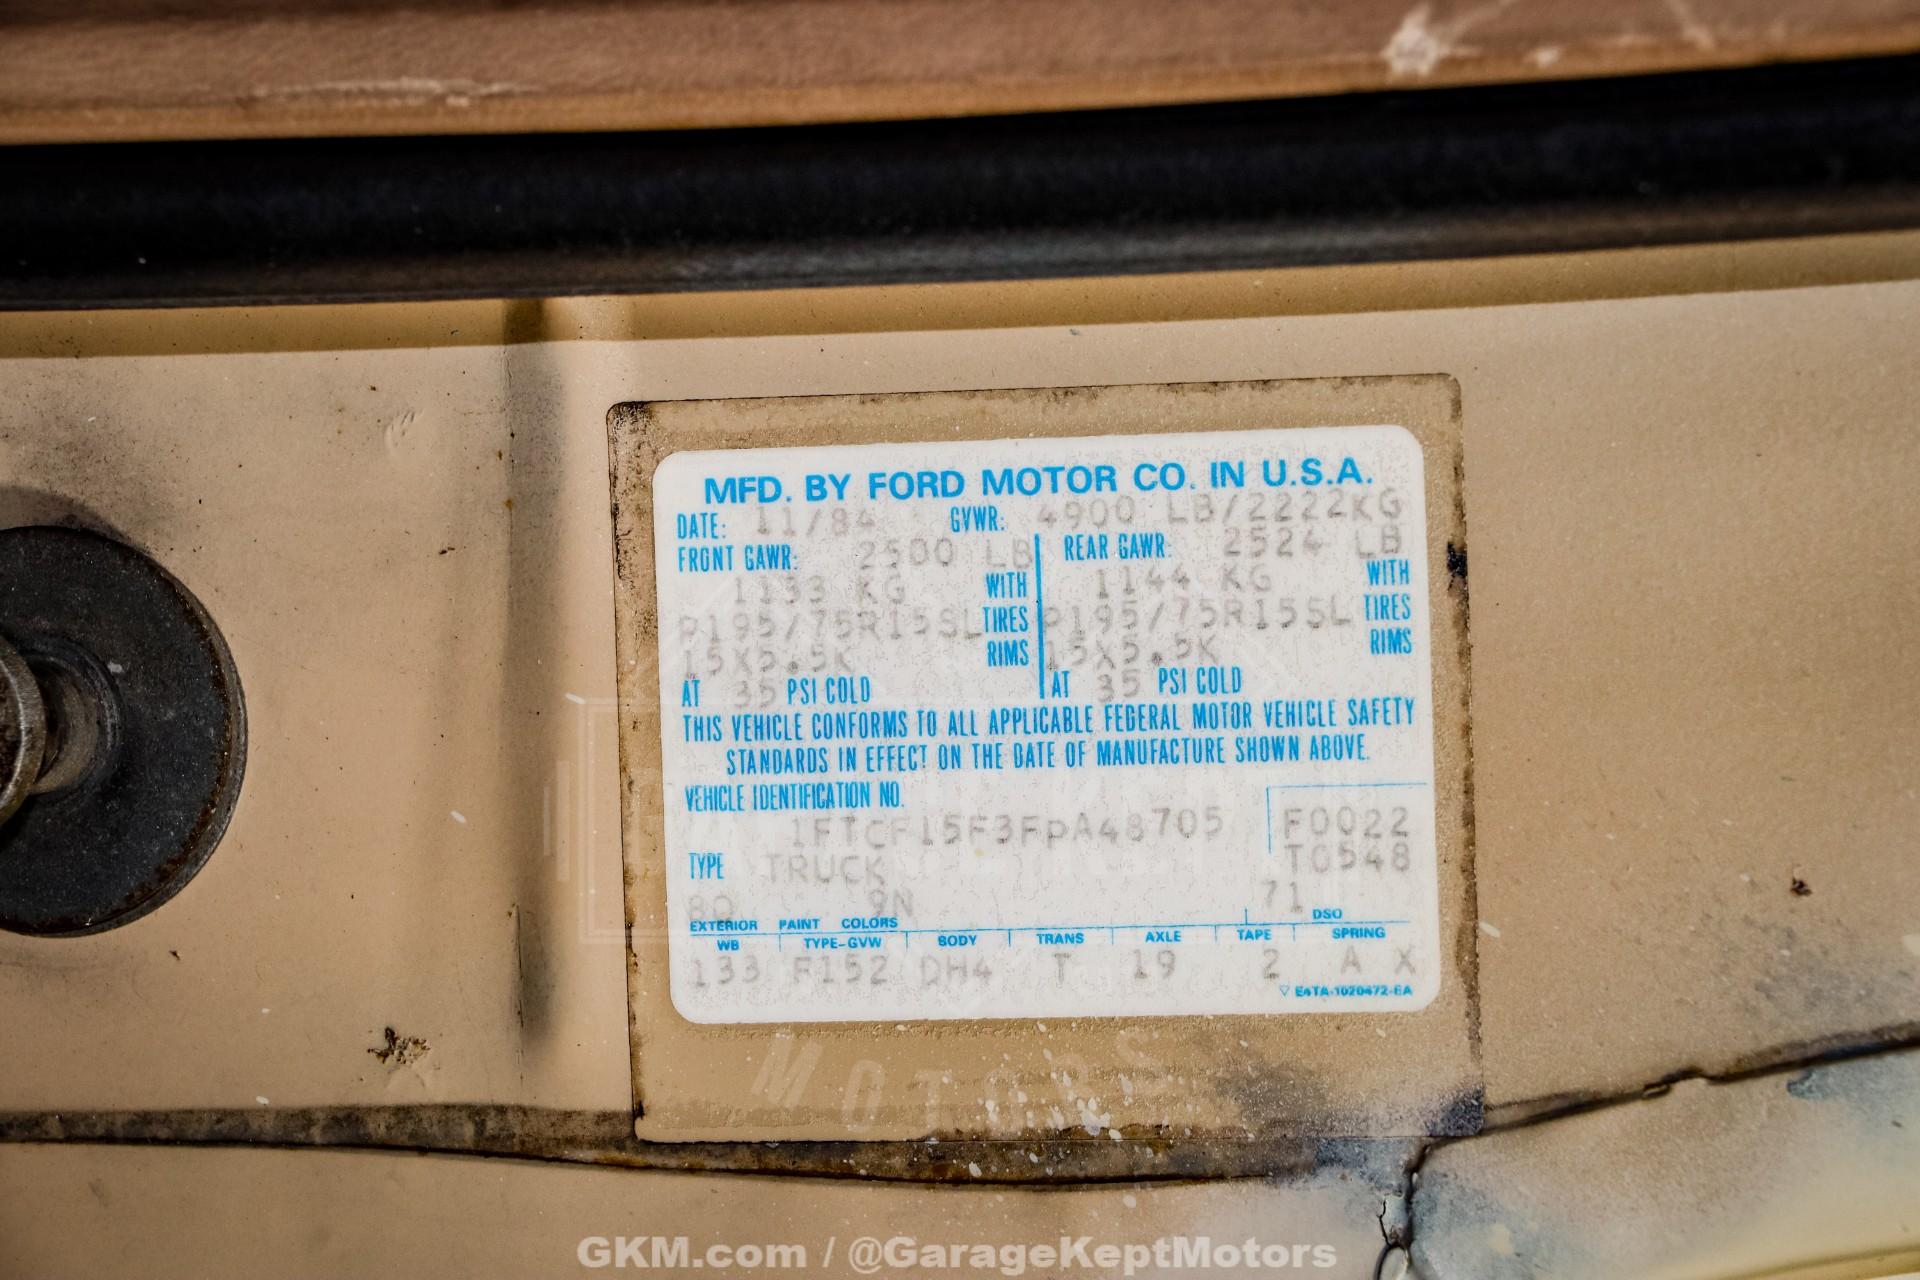 MFD. BY FORD MOTOR CO. IN U.S.A.
DATE: 11/84 GVWR: 4900 LB/2222KG
FRONT GAWR: 2500 LB REAR GAWR: 2524 LB
1133 KG WITH 1144 KG WITH
P195/75R15SL TIRES P195/75R15SL TIRES
15X5.5K RIMS 15X5.5K RIMS
AT 35 PSI COLD AT 35 PSI COLD
THIS VEHICLE CONFORMS TO ALL APPLICABLE FEDERAL MOTOR VEHICLE SAFETY
STANDARDS IN EFFECT ON THE DATE OF MANUFACTURE SHOWN ABOVE.
VEHICLE IDENTIFICATION NO.
1FTCF15F3FPA48705 F0022
TYPE TRUCK T0548
8Q 9N 71
EXTERIOR PAINT COLORS DSO
WB TYPE-GVW BODY TRANS AXLE TAPE SPRING
133 F152 DH4 T 19 2 A X
E4TA-1020472-BA
MOTORS
GKM.com / @GarageKeptMotors